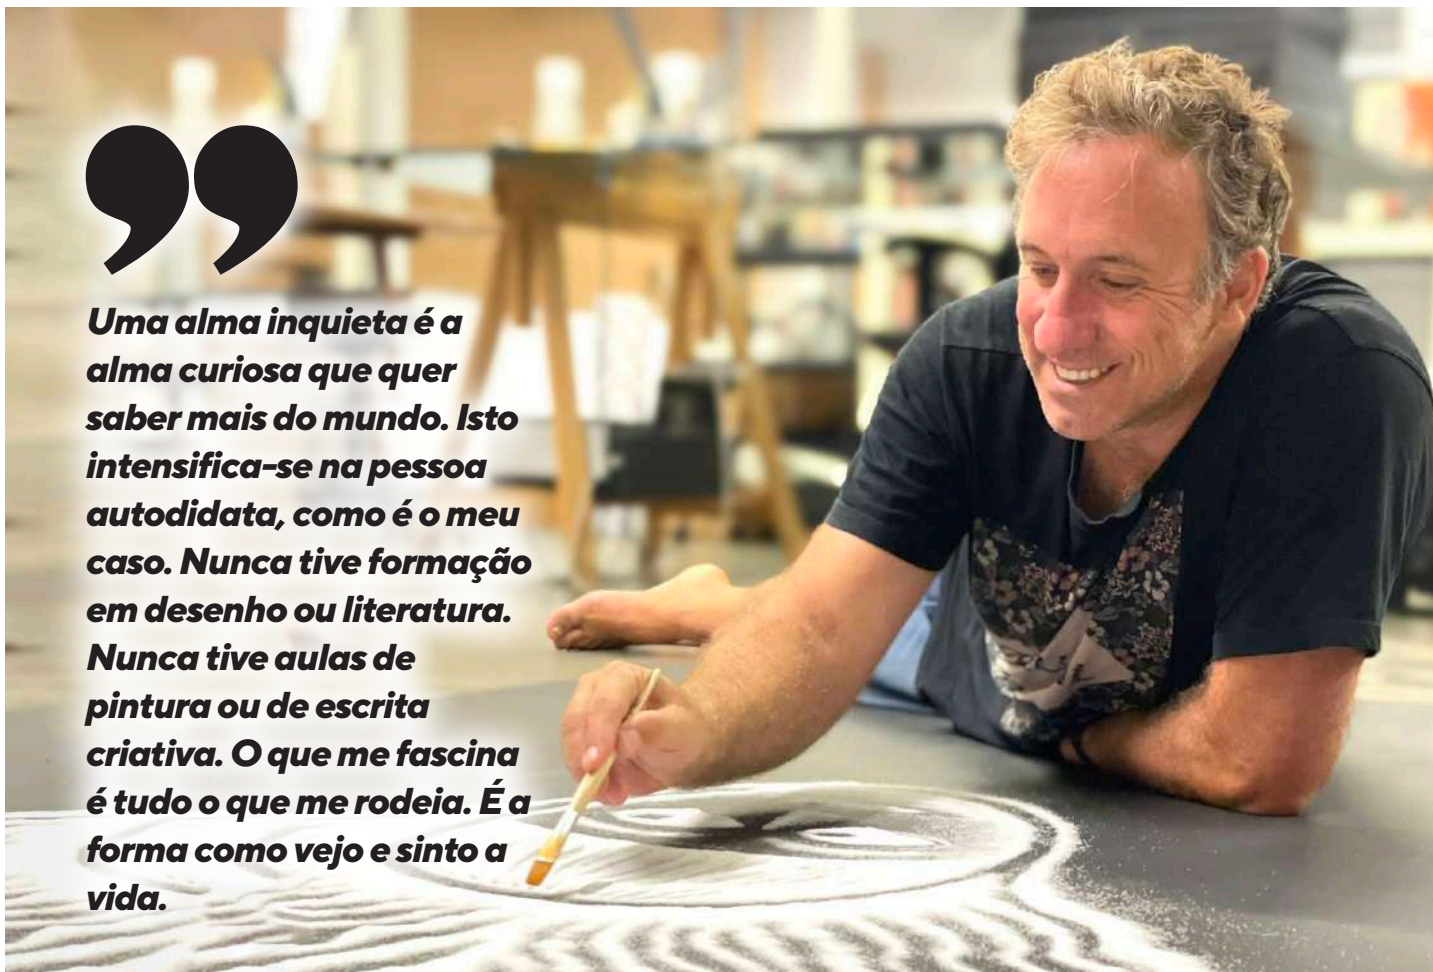 ”
Uma alma inquieta é a
alma curiosa que quer
saber mais do mundo. Isto
intensifica-se na pessoa
autodidata, como é o meu
caso. Nunca tive formação
em desenho ou literatura.
Nunca tive aulas de
pintura ou de escrita
criativa. O que me fascina
é tudo o que me rodeia. É a
forma como vejo e sinto a
vida.